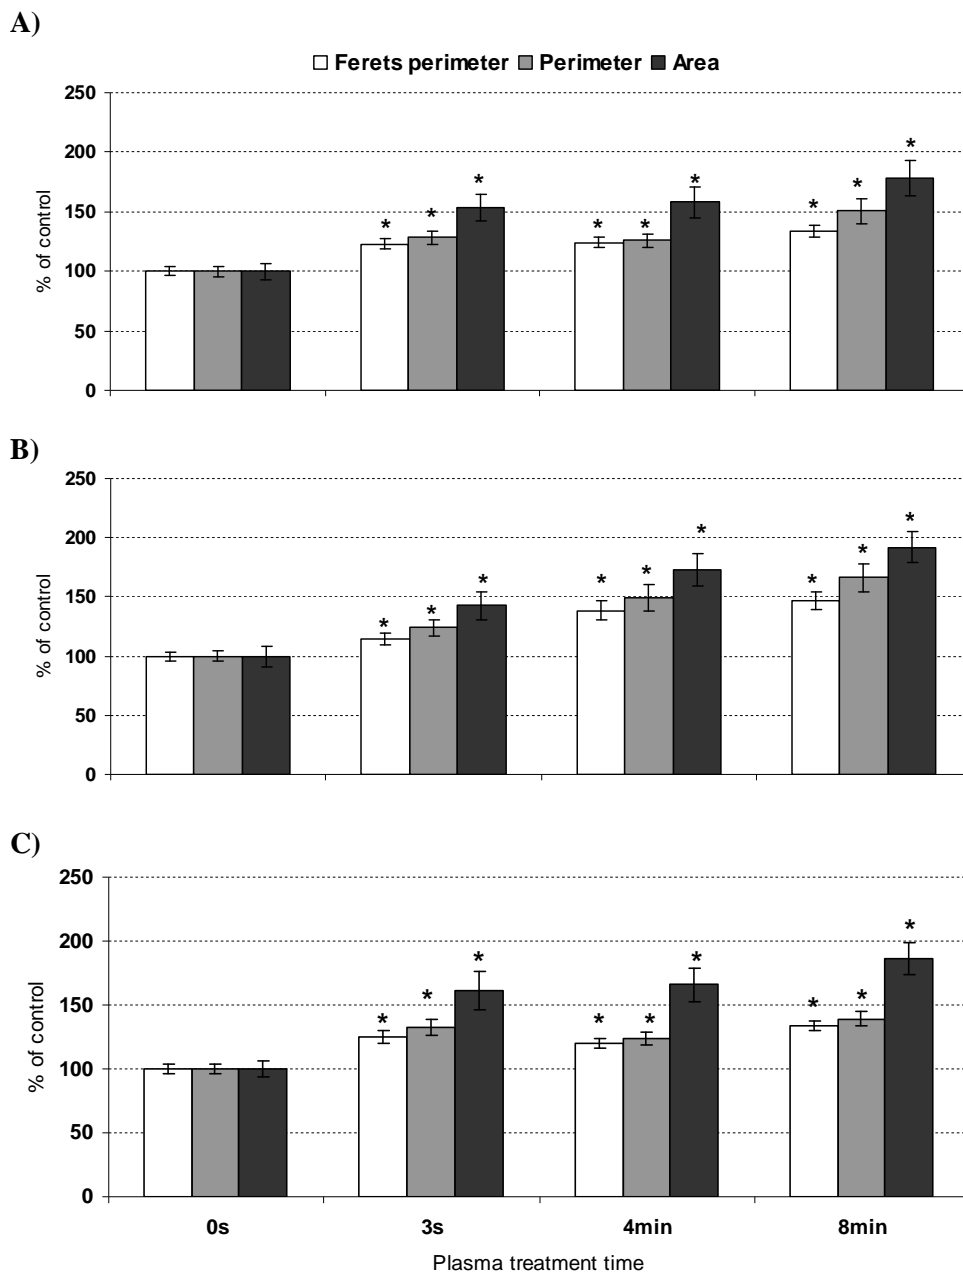 A)
Ferets perimeter Perimeter Area
250
200
150
100
50
0
% of control
* * *
* * *
* * *
B)
250
200
150
100
50
0
% of control
* * *
* * *
* * *
C)
250
200
150
100
50
0
% of control
* * *
* * *
* * *
0s 3s 4min 8min
Plasma treatment time